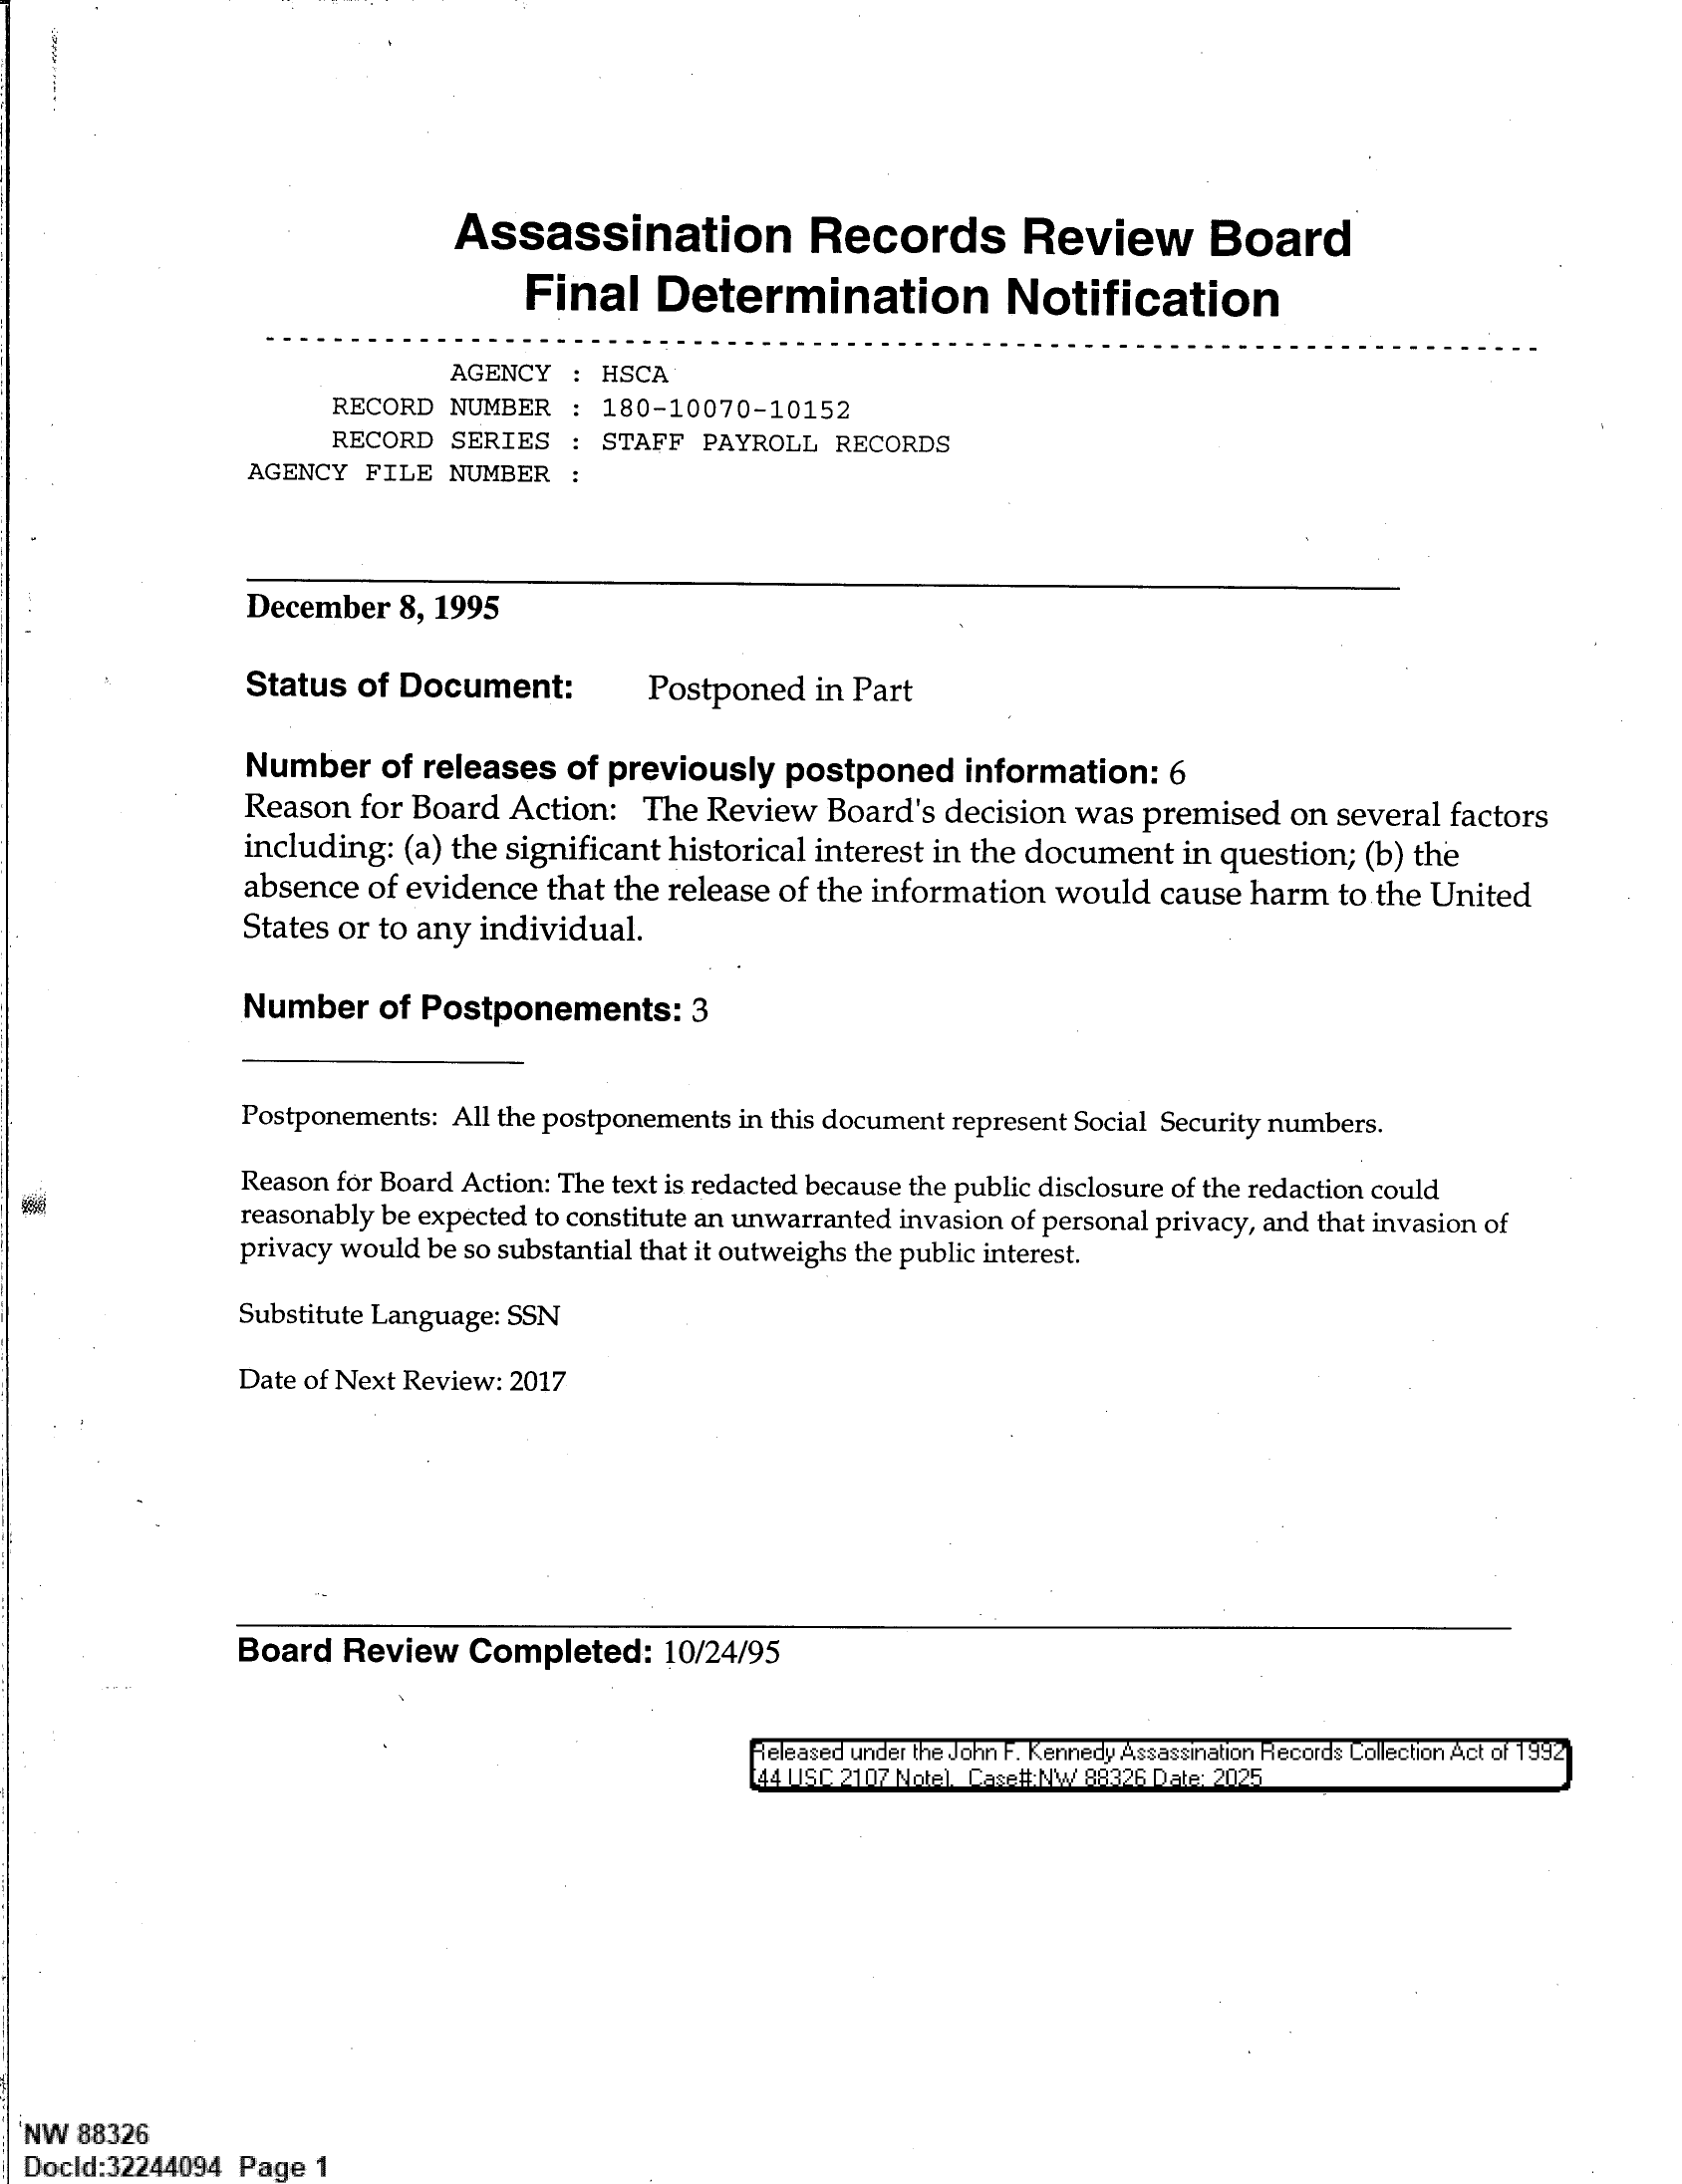 Assassination Records Review Board
Final Determination Notification
AGENCY : HSCA
RECORD NUMBER : 180-10070-10152
RECORD SERIES : STAFF PAYROLL RECORDS
AGENCY FILE NUMBER :
December 8, 1995
Status of Document: Postponed in Part
Number of releases of previously postponed information: 6
Reason for Board Action: The Review Board's decision was premised on several factors
including: (a) the significant historical interest in the document in question; (b) the
absence of evidence that the release of the information would cause harm to the United
States or to any individual.
Number of Postponements: 3
Postponements: All the postponements in this document represent Social Security numbers.
Reason for Board Action: The text is redacted because the public disclosure of the redaction could
reasonably be expected to constitute an unwarranted invasion of personal privacy, and that invasion of
privacy would be so substantial that it outweighs the public interest.
Substitute Language: SSN
Date of Next Review: 2017
Board Review Completed: 10/24/95
Released under the John F. Kennedy Assassination Records Collection Act of 1992
(44 USC 2107 Note). Case#:NW 88326 Date: 2025
NW 88326
DocId:32244094 Page 1